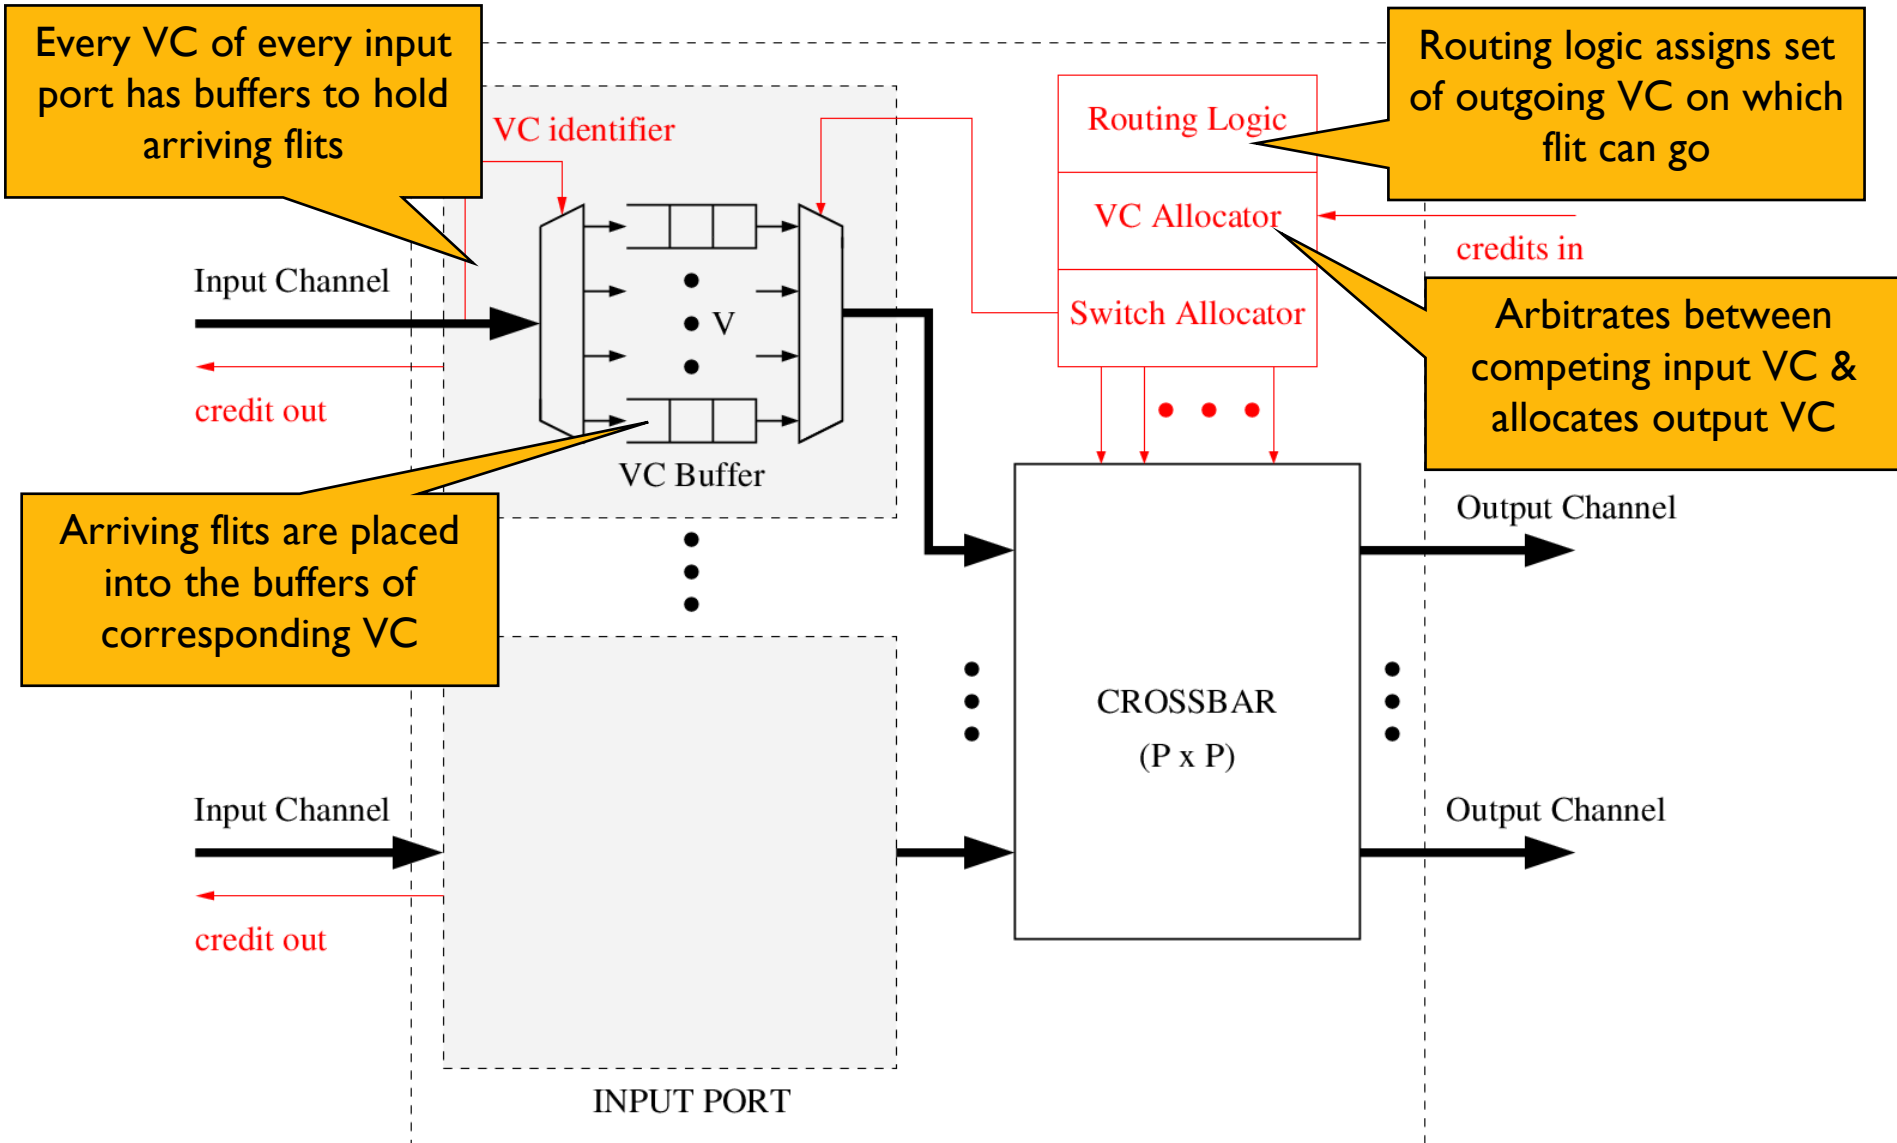 Every VC of every input
port has buffers to hold
arriving flits
Routing logic assigns set
of outgoing VC on which
flit can go
VC identifier
Routing Logic
VC Allocator
credits in
Input Channel
V
Switch Allocator
Arbitrates between
competing input VC &
allocates output VC
credit out
VC Buffer
Output Channel
Arriving flits are placed
into the buffers of
corresponding VC
CROSSBAR
(P x P)
Input Channel
Output Channel
credit out
INPUT PORT